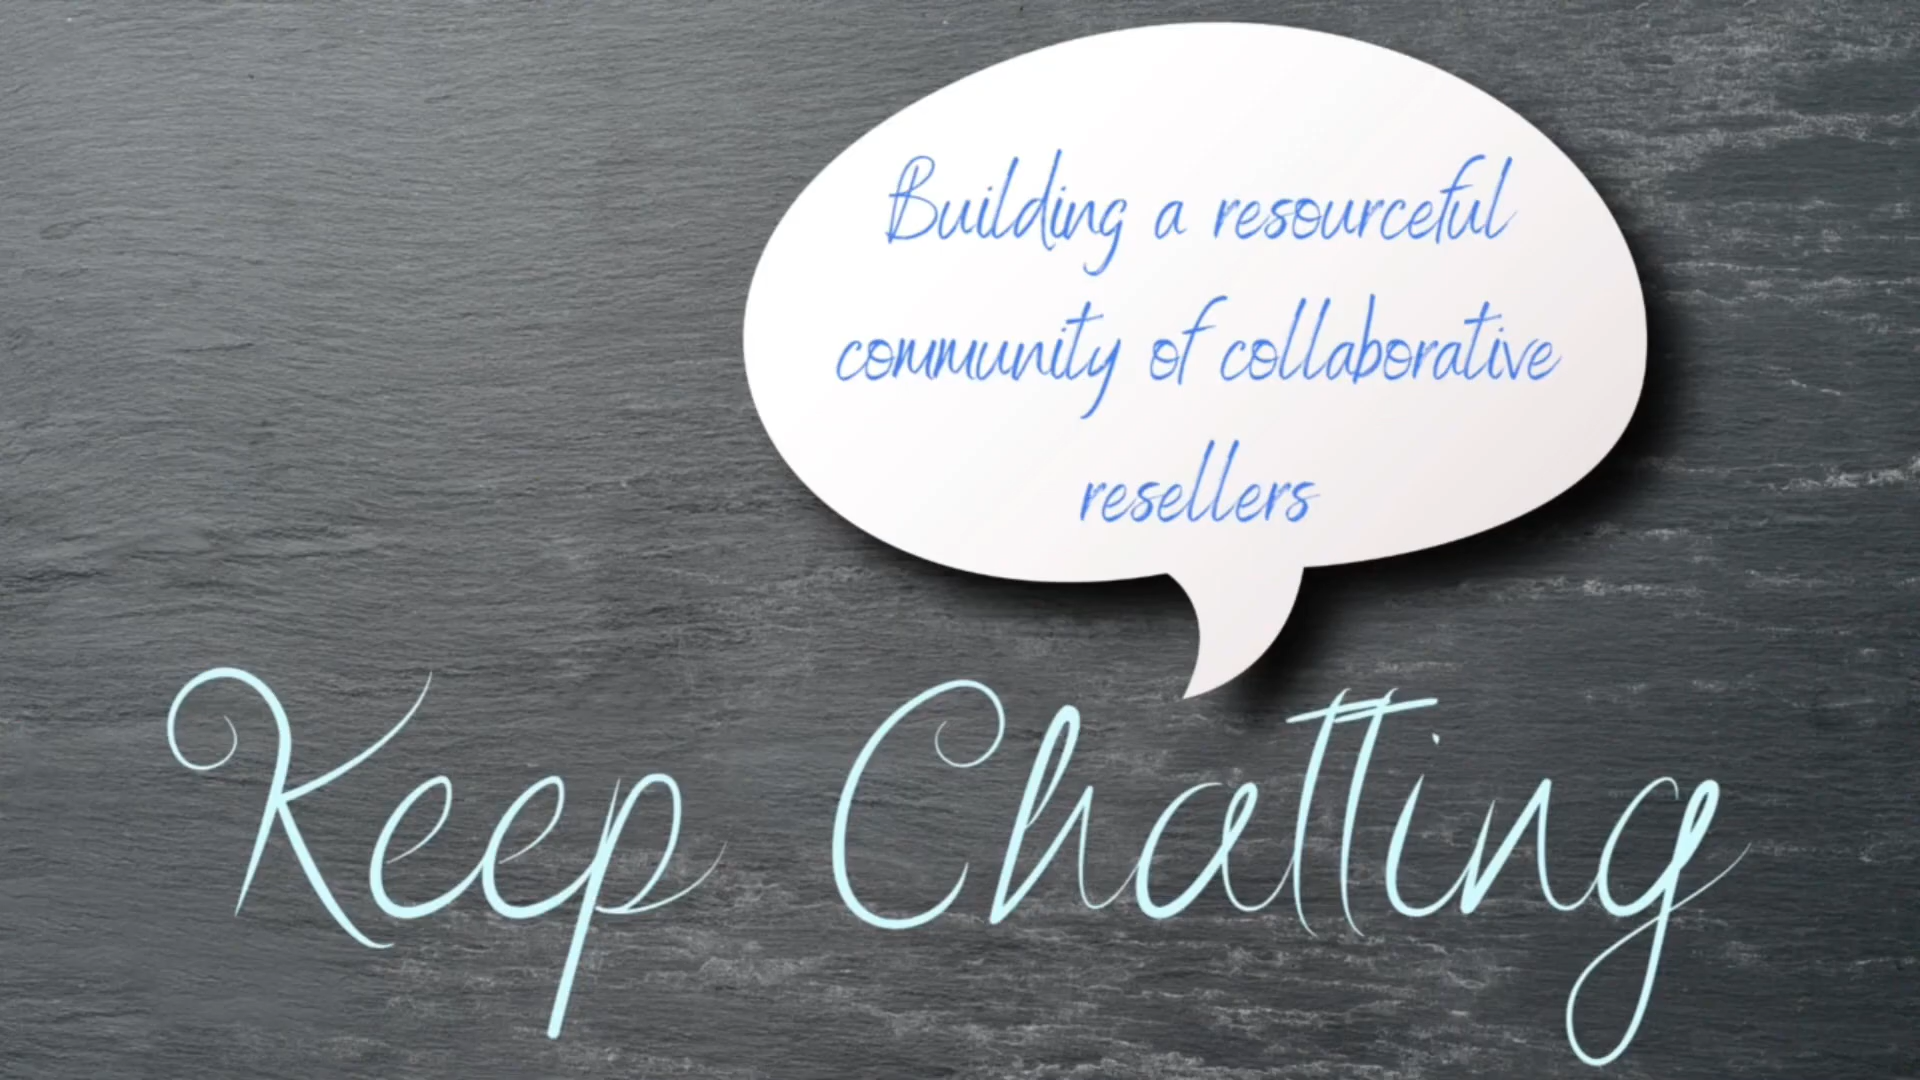 Building a resourceful
community of collaborative
resellers
Keep Chatting